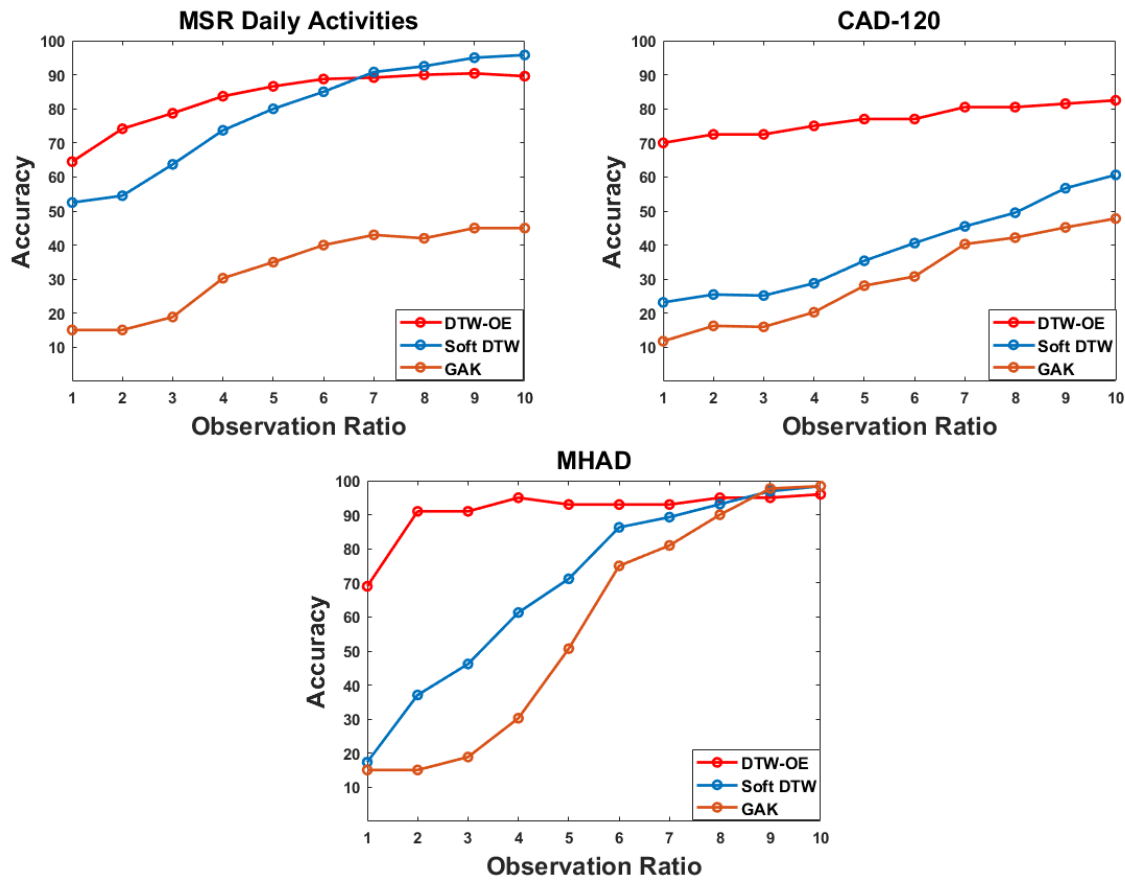 MSR Daily Activities
100
90
80
70
60
50
40
30
20
10
Accuracy
DTW-OE
Soft DTW
GAK
1 2 3 4 5 6 7 8 9 10
Observation Ratio
CAD-120
100
90
80
70
60
50
40
30
20
10
Accuracy
DTW-OE
Soft DTW
GAK
1 2 3 4 5 6 7 8 9 10
Observation Ratio
MHAD
100
90
80
70
60
50
40
30
20
10
Accuracy
DTW-OE
Soft DTW
GAK
1 2 3 4 5 6 7 8 9 10
Observation Ratio